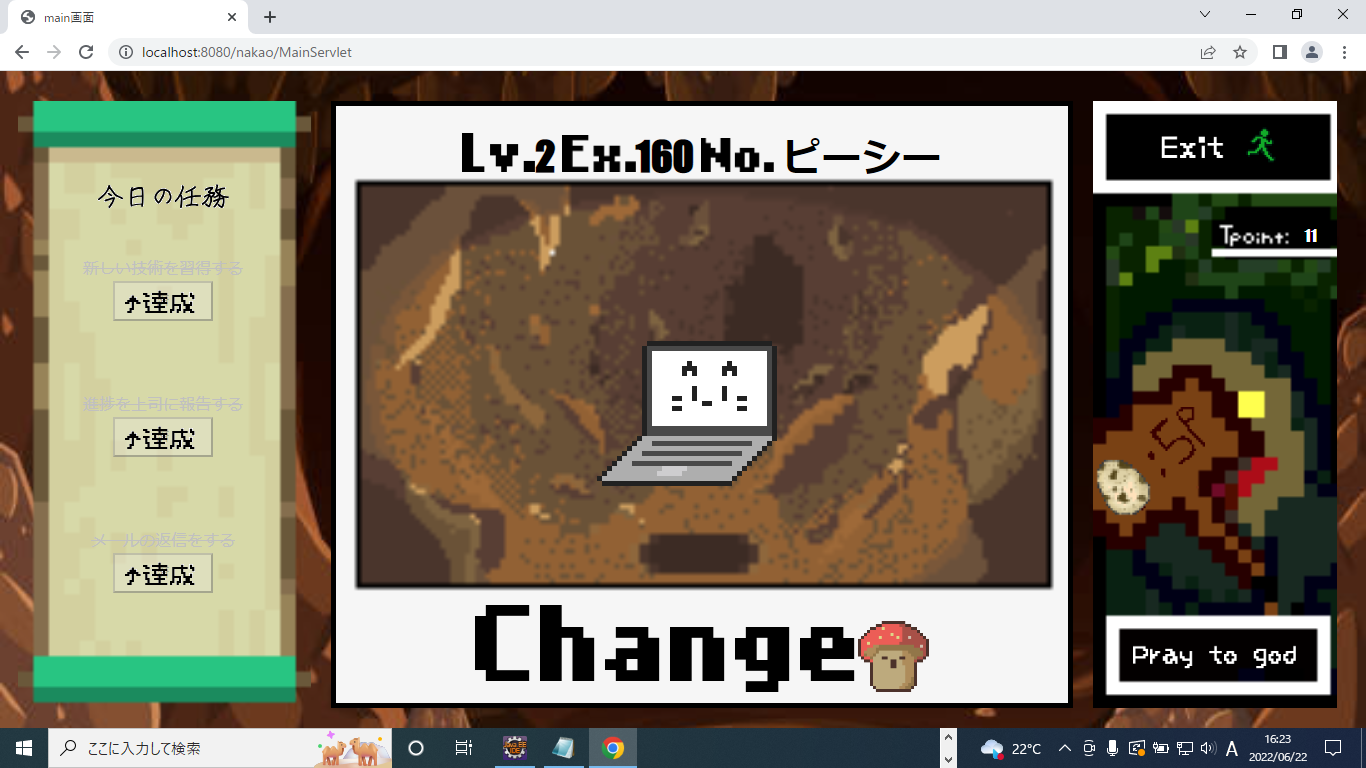 main画面
localhost:8080/nakao/MainServlet
今日の任務
新しい技術を習得する
↑達成
進捗を上司に報告する
↑達成
メールの返信をする
↑達成
Lv.2 Ex.160 No. ピーシー
Change
Exit
Tpoint: 11
Pray to god
ここに入力して検索
22°C
A
16:23
2022/06/22